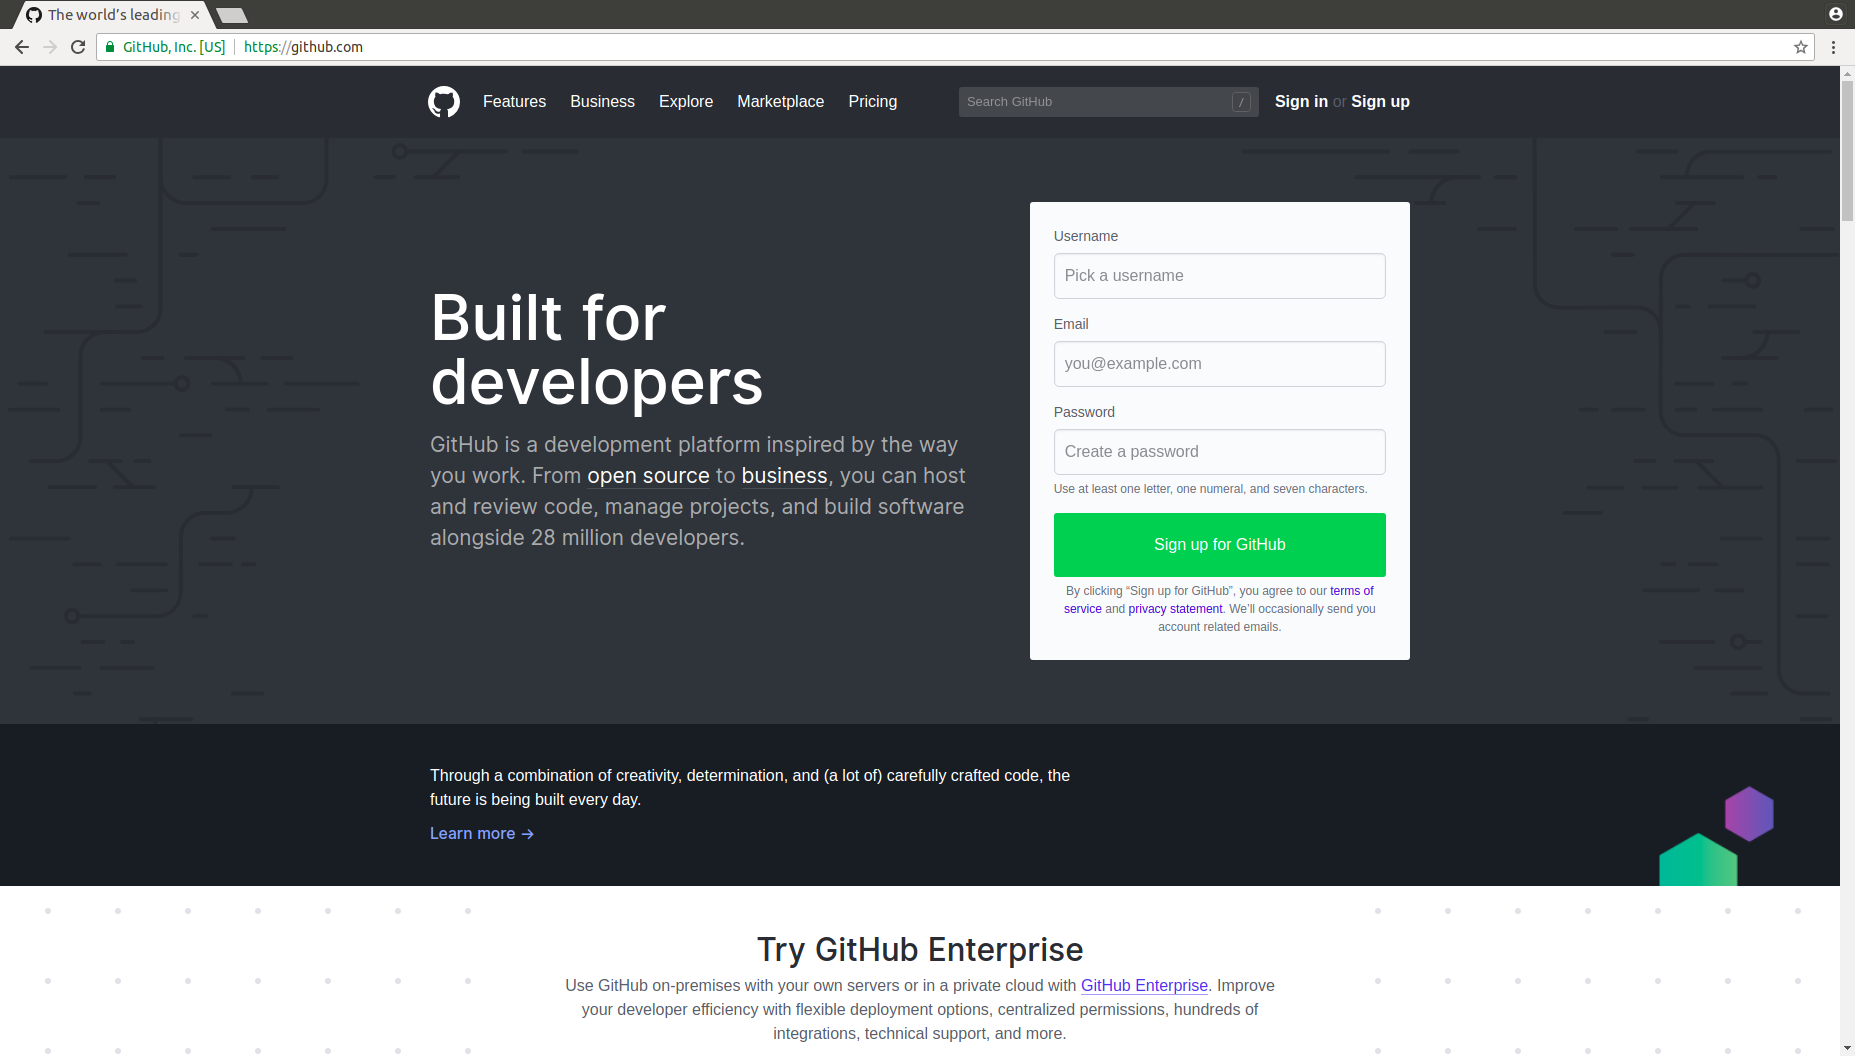 The world's leading
GitHub, Inc. [US] https://github.com
Features Business Explore Marketplace Pricing Search GitHub / Sign in or Sign up
Built for
developers
GitHub is a development platform inspired by the way
you work. From open source to business, you can host
and review code, manage projects, and build software
alongside 28 million developers.
Username
Pick a username
Email
you@example.com
Password
Create a password
Use at least one letter, one numeral, and seven characters.
Sign up for GitHub
By clicking “Sign up for GitHub”, you agree to our terms of
service and privacy statement. We’ll occasionally send you
account related emails.
Through a combination of creativity, determination, and (a lot of) carefully crafted code, the
future is being built every day.
Learn more →
Try GitHub Enterprise
Use GitHub on-premises with your own servers or in a private cloud with GitHub Enterprise. Improve
your developer efficiency with flexible deployment options, centralized permissions, hundreds of
integrations, technical support, and more.